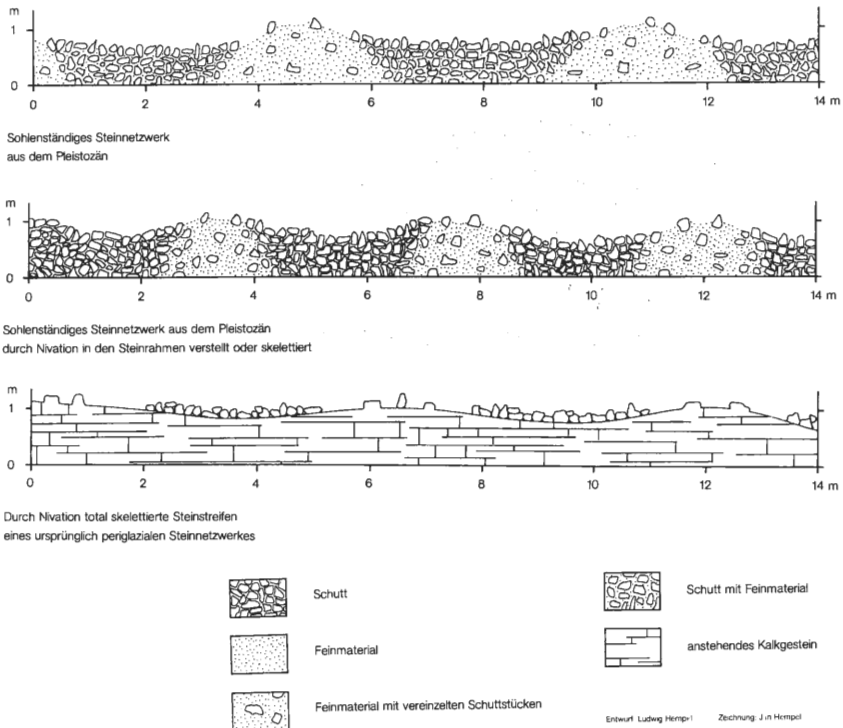 m
1
0
0 2 4 6 8 10 12 14 m
Sohlenständiges Steinnetzwerk
aus dem Pleistozän
m
1
0
0 2 4 6 8 10 12 14 m
Sohlenständiges Steinnetzwerk aus dem Pleistozän
durch Nivation in den Steinrahmen verstellt oder skelettiert
m
1
0
0 2 4 6 8 10 12 14 m
Durch Nivation total skelettierte Steinstreifen
eines ursprünglich periglazialen Steinnetzwerkes
Schutt
Schutt mit Feinmaterial
Feinmaterial
anstehendes Kalkgestein
Feinmaterial mit vereinzelten Schuttstücken
Entwurf Ludwig Hempel Zeichnung: Jan Hempel